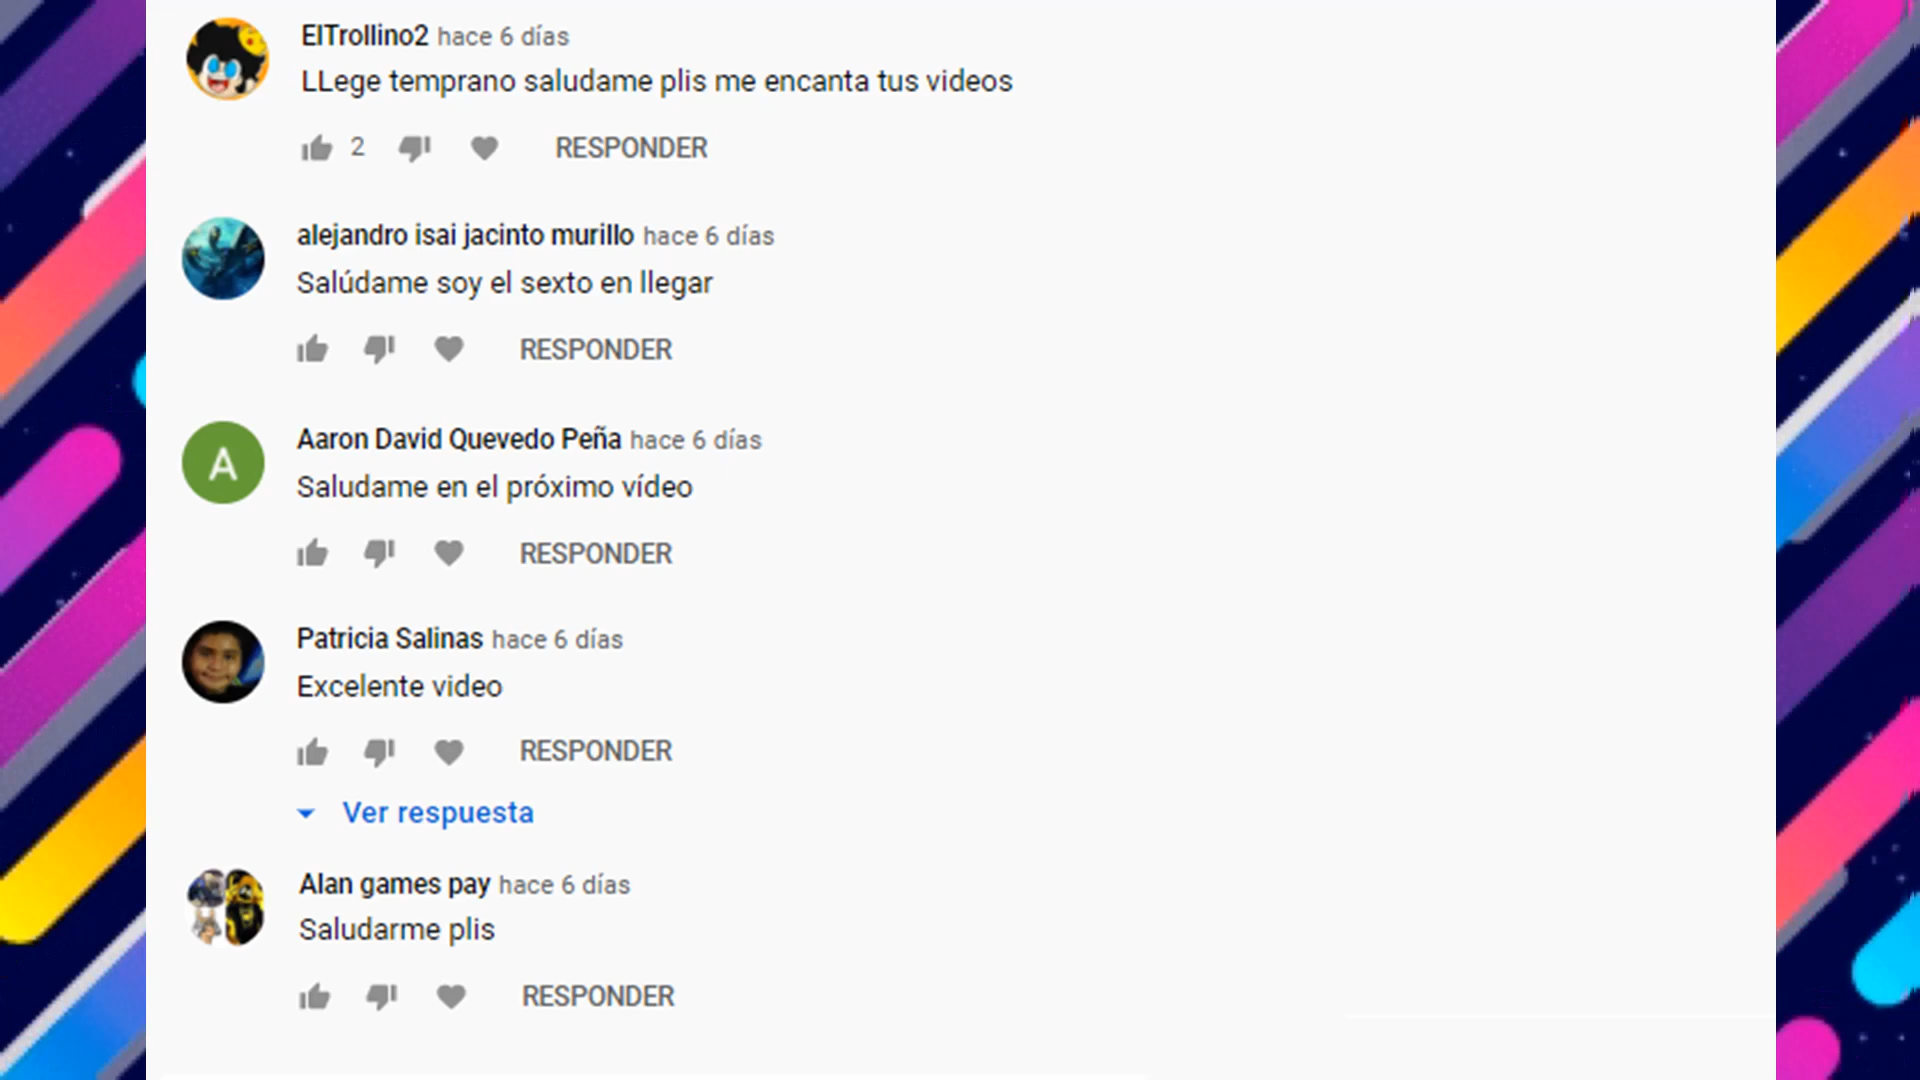 ElTrollino2 hace 6 días
LLege temprano saludame plis me encanta tus videos
2 RESPONDER
alejandro isai jacinto murillo hace 6 días
Salúdame soy el sexto en llegar
RESPONDER
A
Aaron David Quevedo Peña hace 6 días
Saludame en el próximo vídeo
RESPONDER
Patricia Salinas hace 6 días
Excelente video
RESPONDER
Ver respuesta
Alan games pay hace 6 días
Saludarme plis
RESPONDER